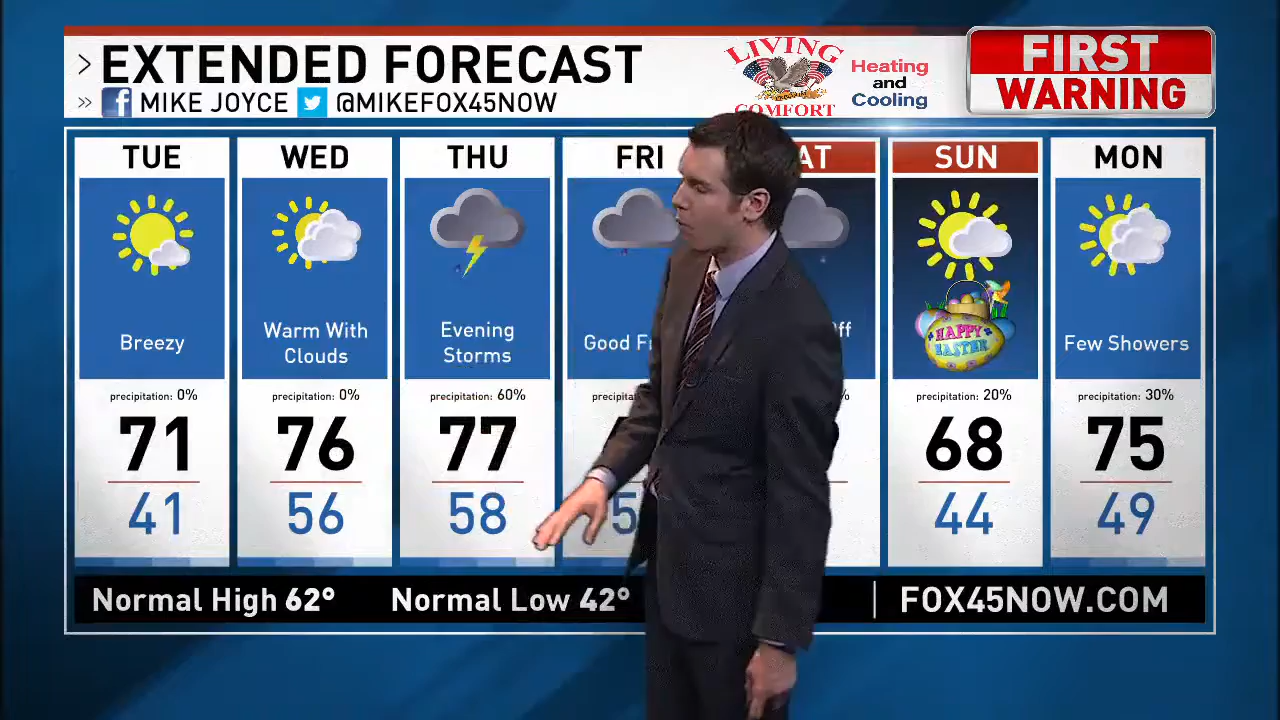 EXTENDED FORECAST
MIKE JOYCE @MIKEFOX45NOW
LIVING
COMFORT
Heating
and
Cooling
FIRST
WARNING
TUE
Breezy
precipitation: 0%
71
41
WED
Warm With
Clouds
precipitation: 0%
76
56
THU
Evening
Storms
precipitation: 60%
77
58
FRI
Good
SUN
HAPPY
EASTER
precipitation: 20%
68
44
MON
Few Showers
precipitation: 30%
75
49
Normal High 62°
Normal Low 42°
FOX45NOW.COM